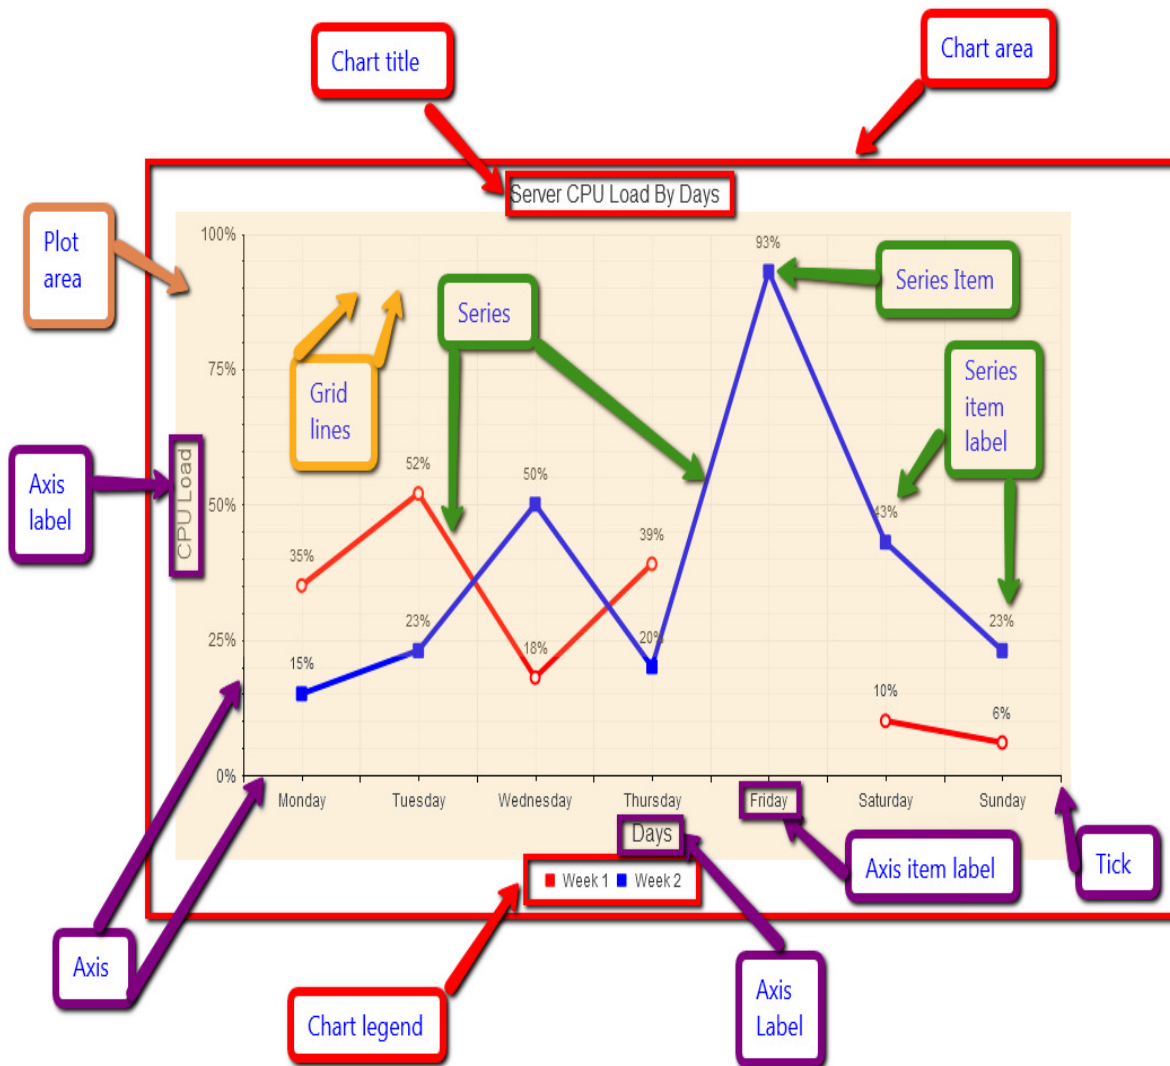 Chart title
Chart area
Server CPU Load By Days
Plot
area
100%
93%
Series Item
Series
75%
Grid
lines
Series
item
label
Axis
label
CPU Load
52%
50%
50%
43%
39%
35%
25%
23%
20%
18%
23%
15%
10%
6%
0%
Monday
Tuesday
Wednesday
Thursday
Friday
Saturday
Sunday
Days
Axis item label
Tick
Week 1
Week 2
Axis
Chart legend
Axis
Label